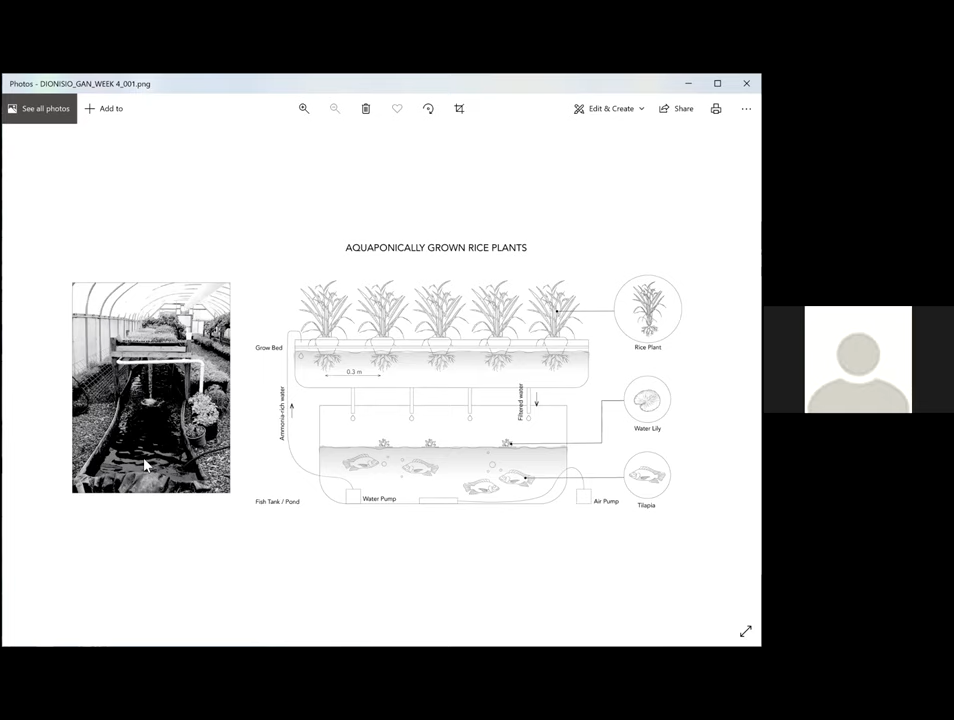 Photos - DIONISIO_GAN_WEEK 4_001.png
See all photos
Add to
Edit & Create
Share
AQUAPONICALLY GROWN RICE PLANTS
Rice Plant
Grow Bed
0.3 m
Ammonia-rich water
Filtered water
Water Lily
Fish Tank / Pond
Water Pump
Air Pump
Tilapia